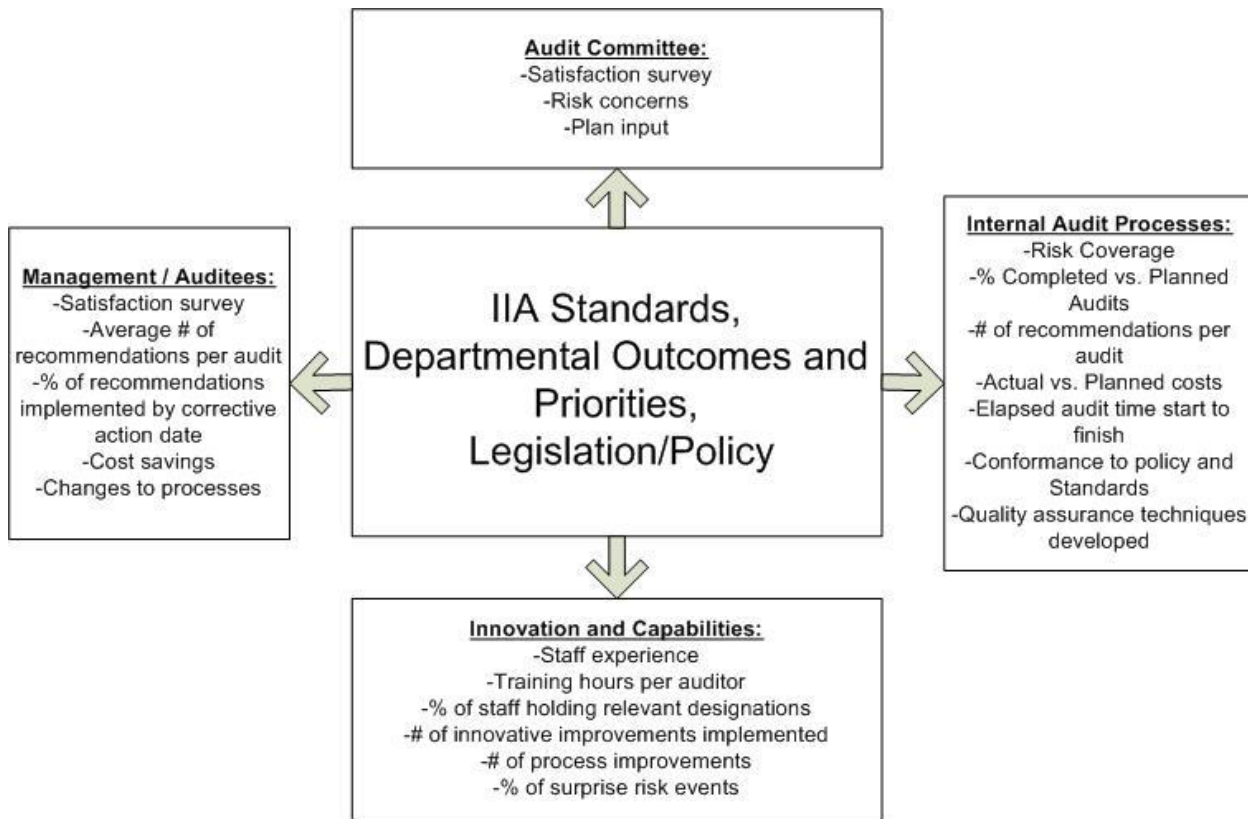 Audit Committee:
-Satisfaction survey
-Risk concerns
-Plan input
Management / Auditees:
-Satisfaction survey
-Average # of
recommendations per audit
-% of recommendations
implemented by corrective
action date
-Cost savings
-Changes to processes
IIA Standards,
Departmental Outcomes and
Priorities,
Legislation/Policy
Internal Audit Processes:
-Risk Coverage
-% Completed vs. Planned
Audits
-# of recommendations per
audit
-Actual vs. Planned costs
-Elapsed audit time start to
finish
-Conformance to policy and
Standards
-Quality assurance techniques
developed
Innovation and Capabilities:
-Staff experience
-Training hours per auditor
-% of staff holding relevant designations
-# of innovative improvements implemented
-# of process improvements
-% of surprise risk events